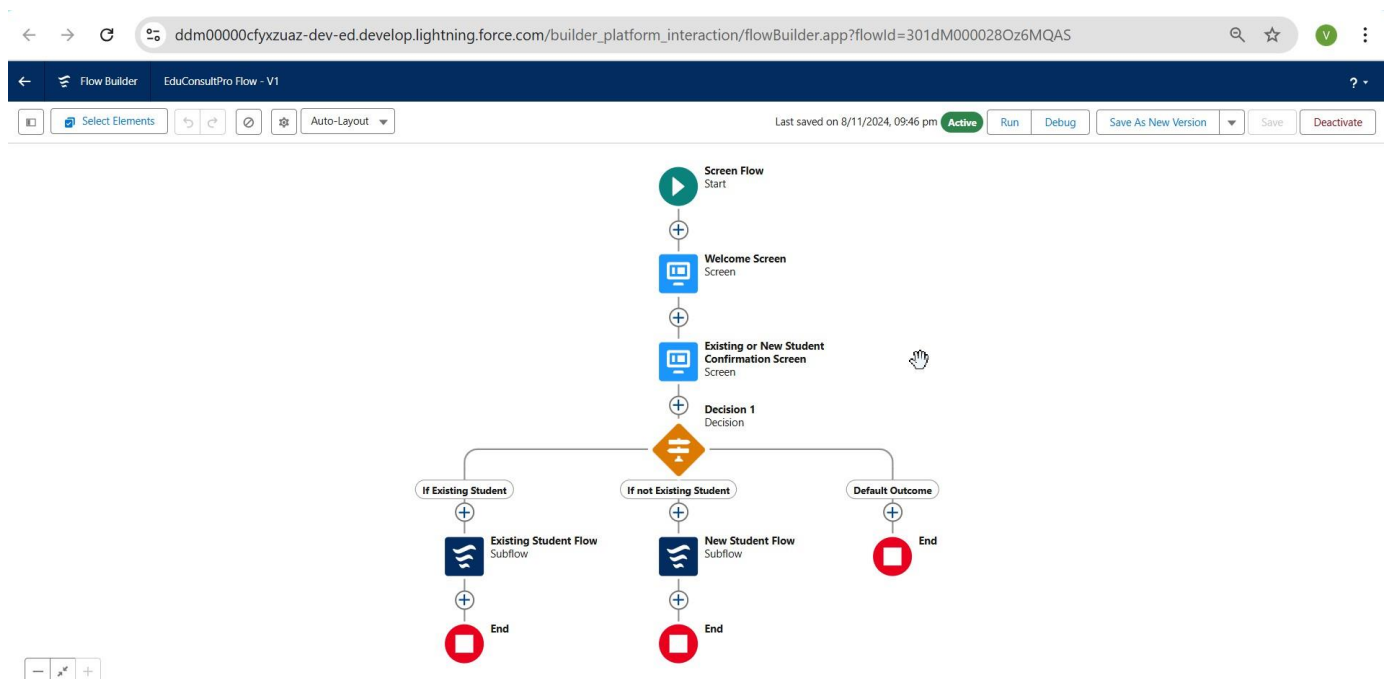 ddm00000cfyxzuaz-dev-ed.develop.lightning.force.com/builder_platform_interaction/flowBuilder.app?flowId=301dM000028Oz6MQAS
V
Flow Builder EduConsultPro Flow - V1 ?
Select Elements Auto-Layout Last saved on 8/11/2024, 09:46 pm Active Run Debug Save As New Version Save Deactivate
Screen Flow
Start
Welcome Screen
Screen
Existing or New Student
Confirmation Screen
Screen
Decision 1
Decision
If Existing Student If not Existing Student Default Outcome
Existing Student Flow New Student Flow End
Subflow Subflow
End End